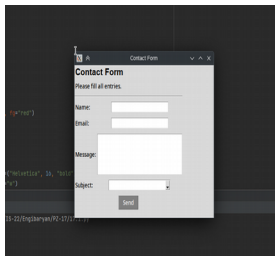 Contact Form
Contact Form
Please fill all entries.
Name:
Email:
Message:
Subject:
Send
="red")
=("Helvetica", 16, "bold"
="w")